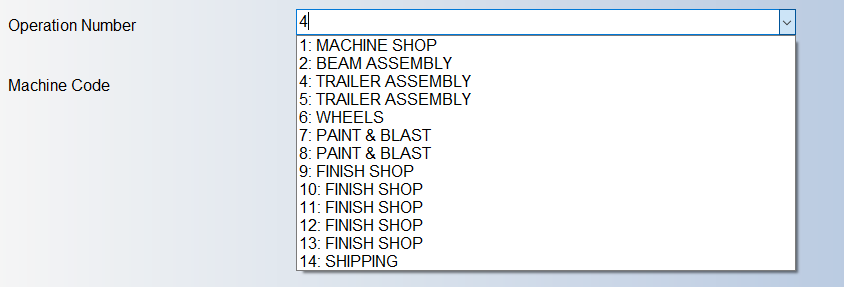 Operation Number
4
1: MACHINE SHOP
2: BEAM ASSEMBLY
4: TRAILER ASSEMBLY
5: TRAILER ASSEMBLY
6: WHEELS
7: PAINT & BLAST
8: PAINT & BLAST
9: FINISH SHOP
10: FINISH SHOP
11: FINISH SHOP
12: FINISH SHOP
13: FINISH SHOP
14: SHIPPING
Machine Code